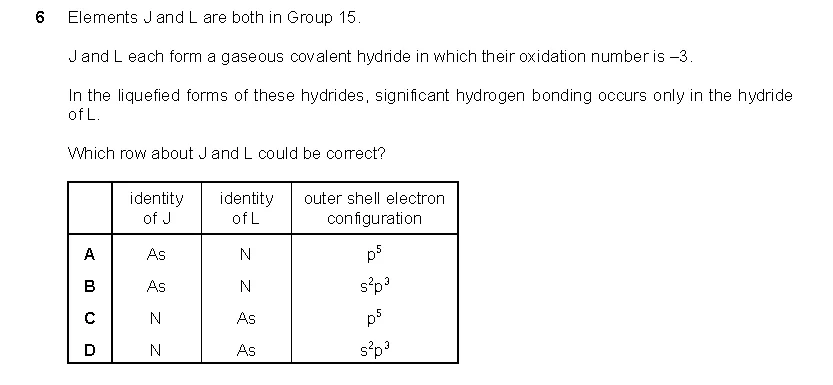 6 Elements J and L are both in Group 15.
J and L each form a gaseous covalent hydride in which their oxidation number is –3.
In the liquefied forms of these hydrides, significant hydrogen bonding occurs only in the hydride
of L.
Which row about J and L could be correct?
identity of J identity of L outer shell electron configuration
A As N p⁵
B As N s²p³
C N As p⁵
D N As s²p³